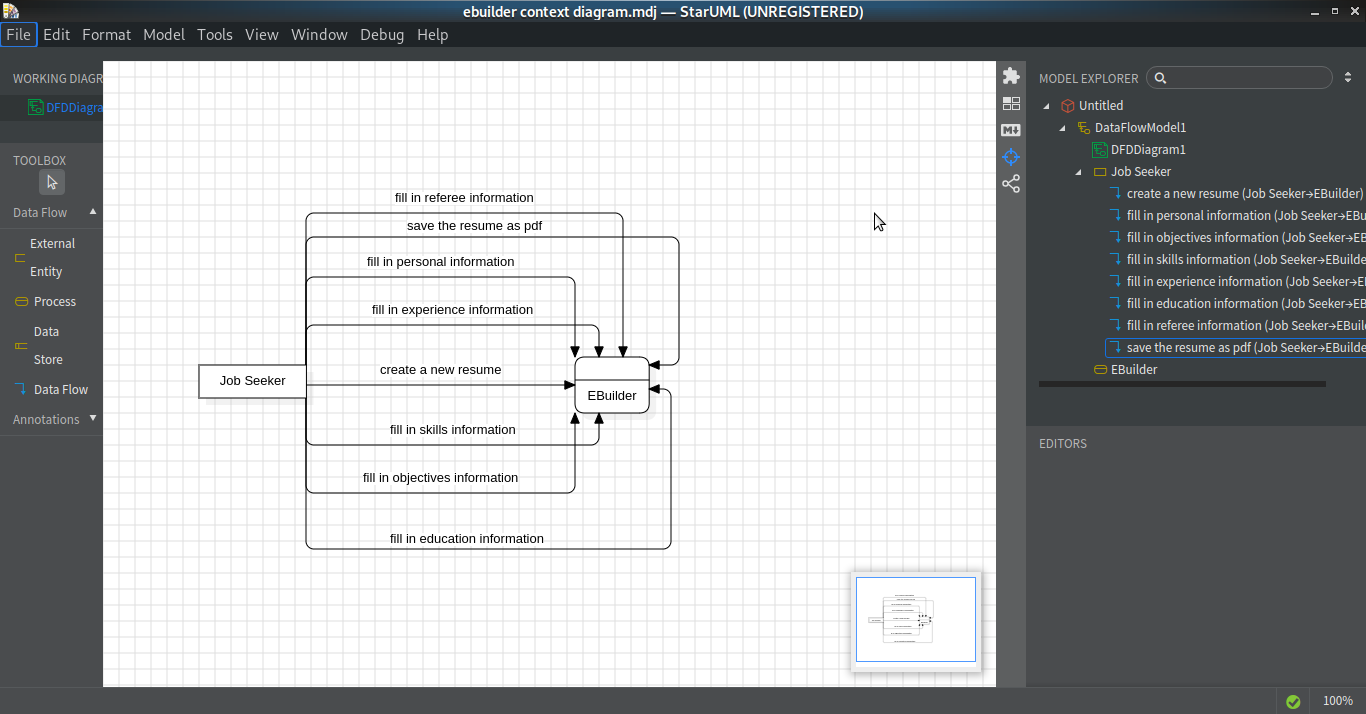 ebuilder context diagram.mdj — StarUML (UNREGISTERED)
File Edit Format Model Tools View Window Debug Help
WORKING DIAGR
DFDDiagra
TOOLBOX
Data Flow
External
Entity
Process
Data
Store
Data Flow
Annotations
fill in referee information
save the resume as pdf
fill in personal information
fill in experience information
create a new resume
Job Seeker
EBuilder
fill in skills information
fill in objectives information
fill in education information
M
MODEL EXPLORER
Untitled
DataFlowModel1
DFDDiagram1
Job Seeker
create a new resume (Job Seeker→EBuilder)
fill in personal information (Job Seeker→EBu
fill in objectives information (Job Seeker→EB
fill in skills information (Job Seeker→EBuilde
fill in experience information (Job Seeker→E
fill in education information (Job Seeker→EB
fill in referee information (Job Seeker→EBuil
save the resume as pdf (Job Seeker→EBuilde
EBuilder
EDITORS
100%